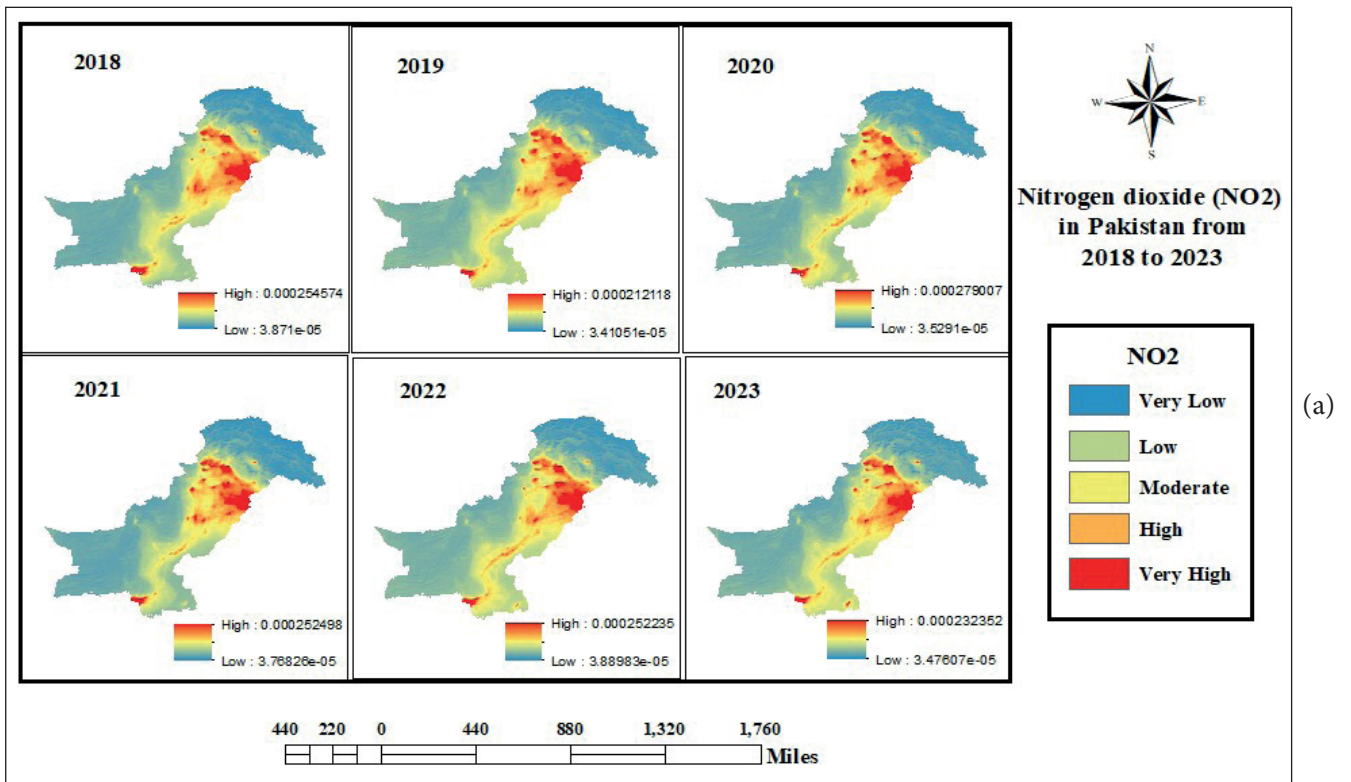 2018
High : 0.000254574
Low : 3.871e-05
2019
High : 0.000212118
Low : 3.41051e-05
2020
High : 0.000279007
Low : 3.5291e-05
2021
High : 0.000252498
Low : 3.76826e-05
2022
High : 0.000252235
Low : 3.88983e-05
2023
High : 0.000232352
Low : 3.47607e-05
N
W E
S
Nitrogen dioxide (NO2)
in Pakistan from
2018 to 2023
NO2
Very Low
Low
Moderate
High
Very High
(a)
440 220 0 440 880 1,320 1,760
Miles